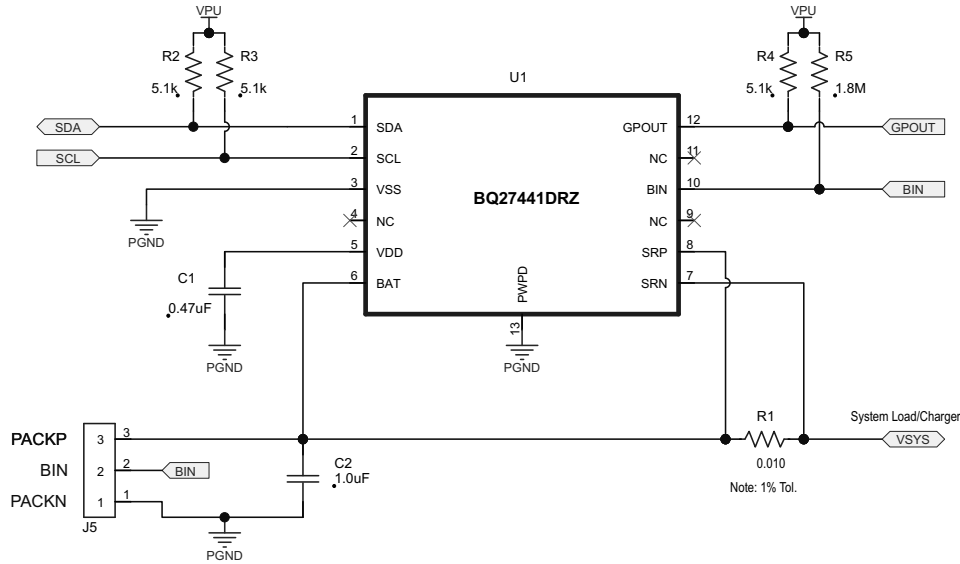 VPU
R2
R3
5.1k
5.1k
VPU
R4
R5
5.1k
1.8M
U1
SDA
1
SDA
SCL
2
SCL
3
VSS
PGND
4
NC
5
VDD
6
BAT
C1
0.47uF
PGND
BQ27441DRZ
PWPD
13
PGND
GPOUT
12
GPOUT
NC
11
BIN
10
BIN
NC
9
SRP
8
SRN
7
PACKP
3
3
BIN
2
2
BIN
PACKN
1
1
J5
C2
1.0uF
PGND
R1
0.010
Note: 1% Tol.
System Load/Charger
VSYS